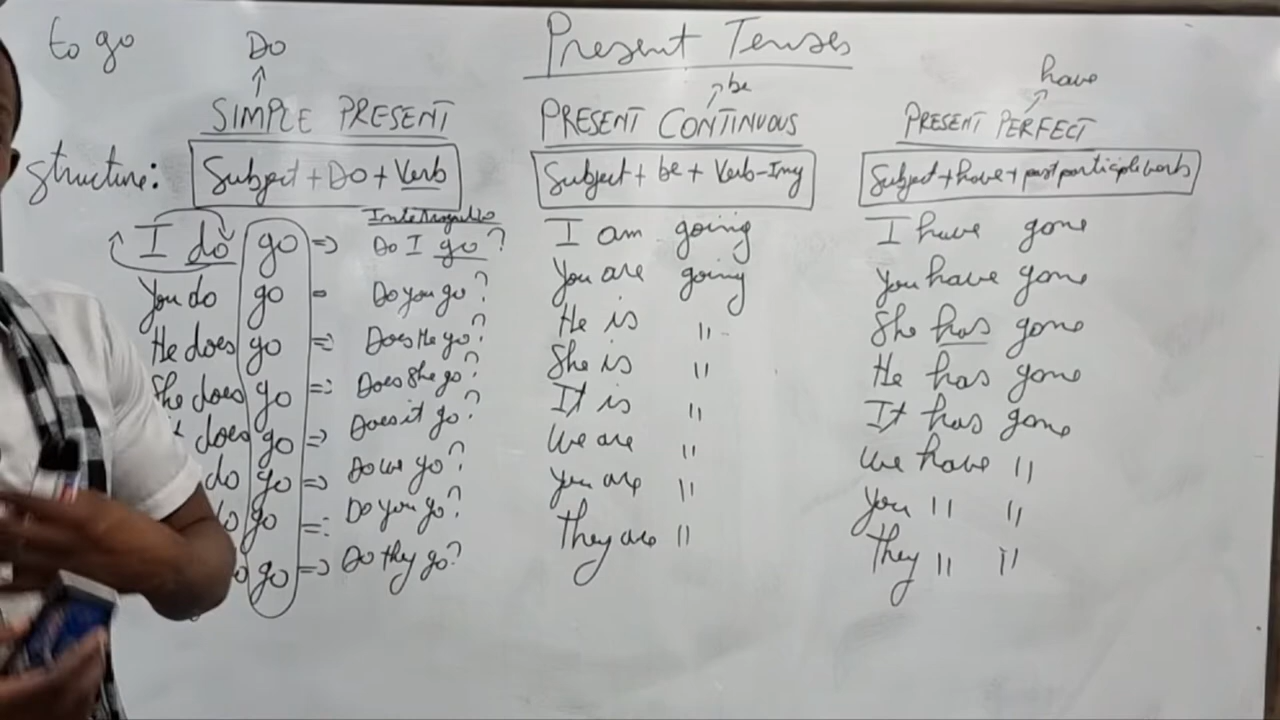 to go
Do
Present Tenses
be
have
SIMPLE PRESENT
PRESENT CONTINUOUS
PRESENT PERFECT
Structure:
Subject + DO + Verb
Subject + be + Verb-Ing
Subject + have + past participle verb
Interrogative
I do go => Do I go?
I am going
I have gone
You do go = Do you go?
You are going
You have gone
He does go => Does He go?
He is "
She has gone
She does go => Does She go?
She is "
He has gone
does go => Does it go?
It is "
It has gone
do go => Do we go?
We are "
We have "
go => Do you go?
You are "
You " "
go => Do they go?
They are "
They " "